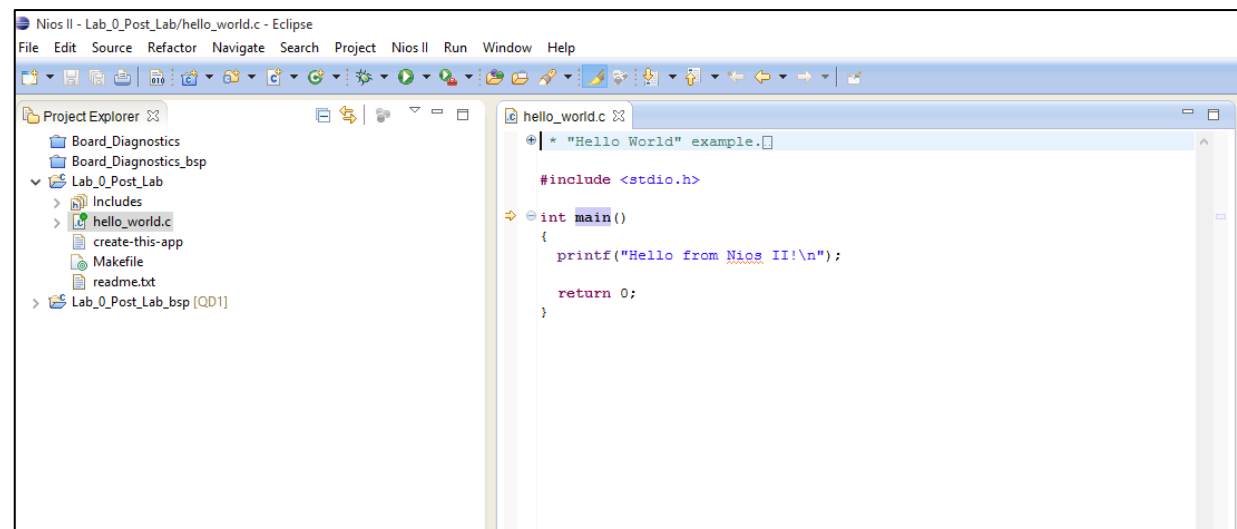 Nios II - Lab_0_Post_Lab/hello_world.c - Eclipse
File Edit Source Refactor Navigate Search Project Nios II Run Window Help
Project Explorer
Board_Diagnostics
Board_Diagnostics_bsp
Lab_0_Post_Lab
Includes
hello_world.c
create-this-app
Makefile
readme.txt
Lab_0_Post_Lab_bsp [QD1]
hello_world.c
* "Hello World" example.
#include <stdio.h>
int main()
{
printf("Hello from Nios II!\n");
return 0;
}